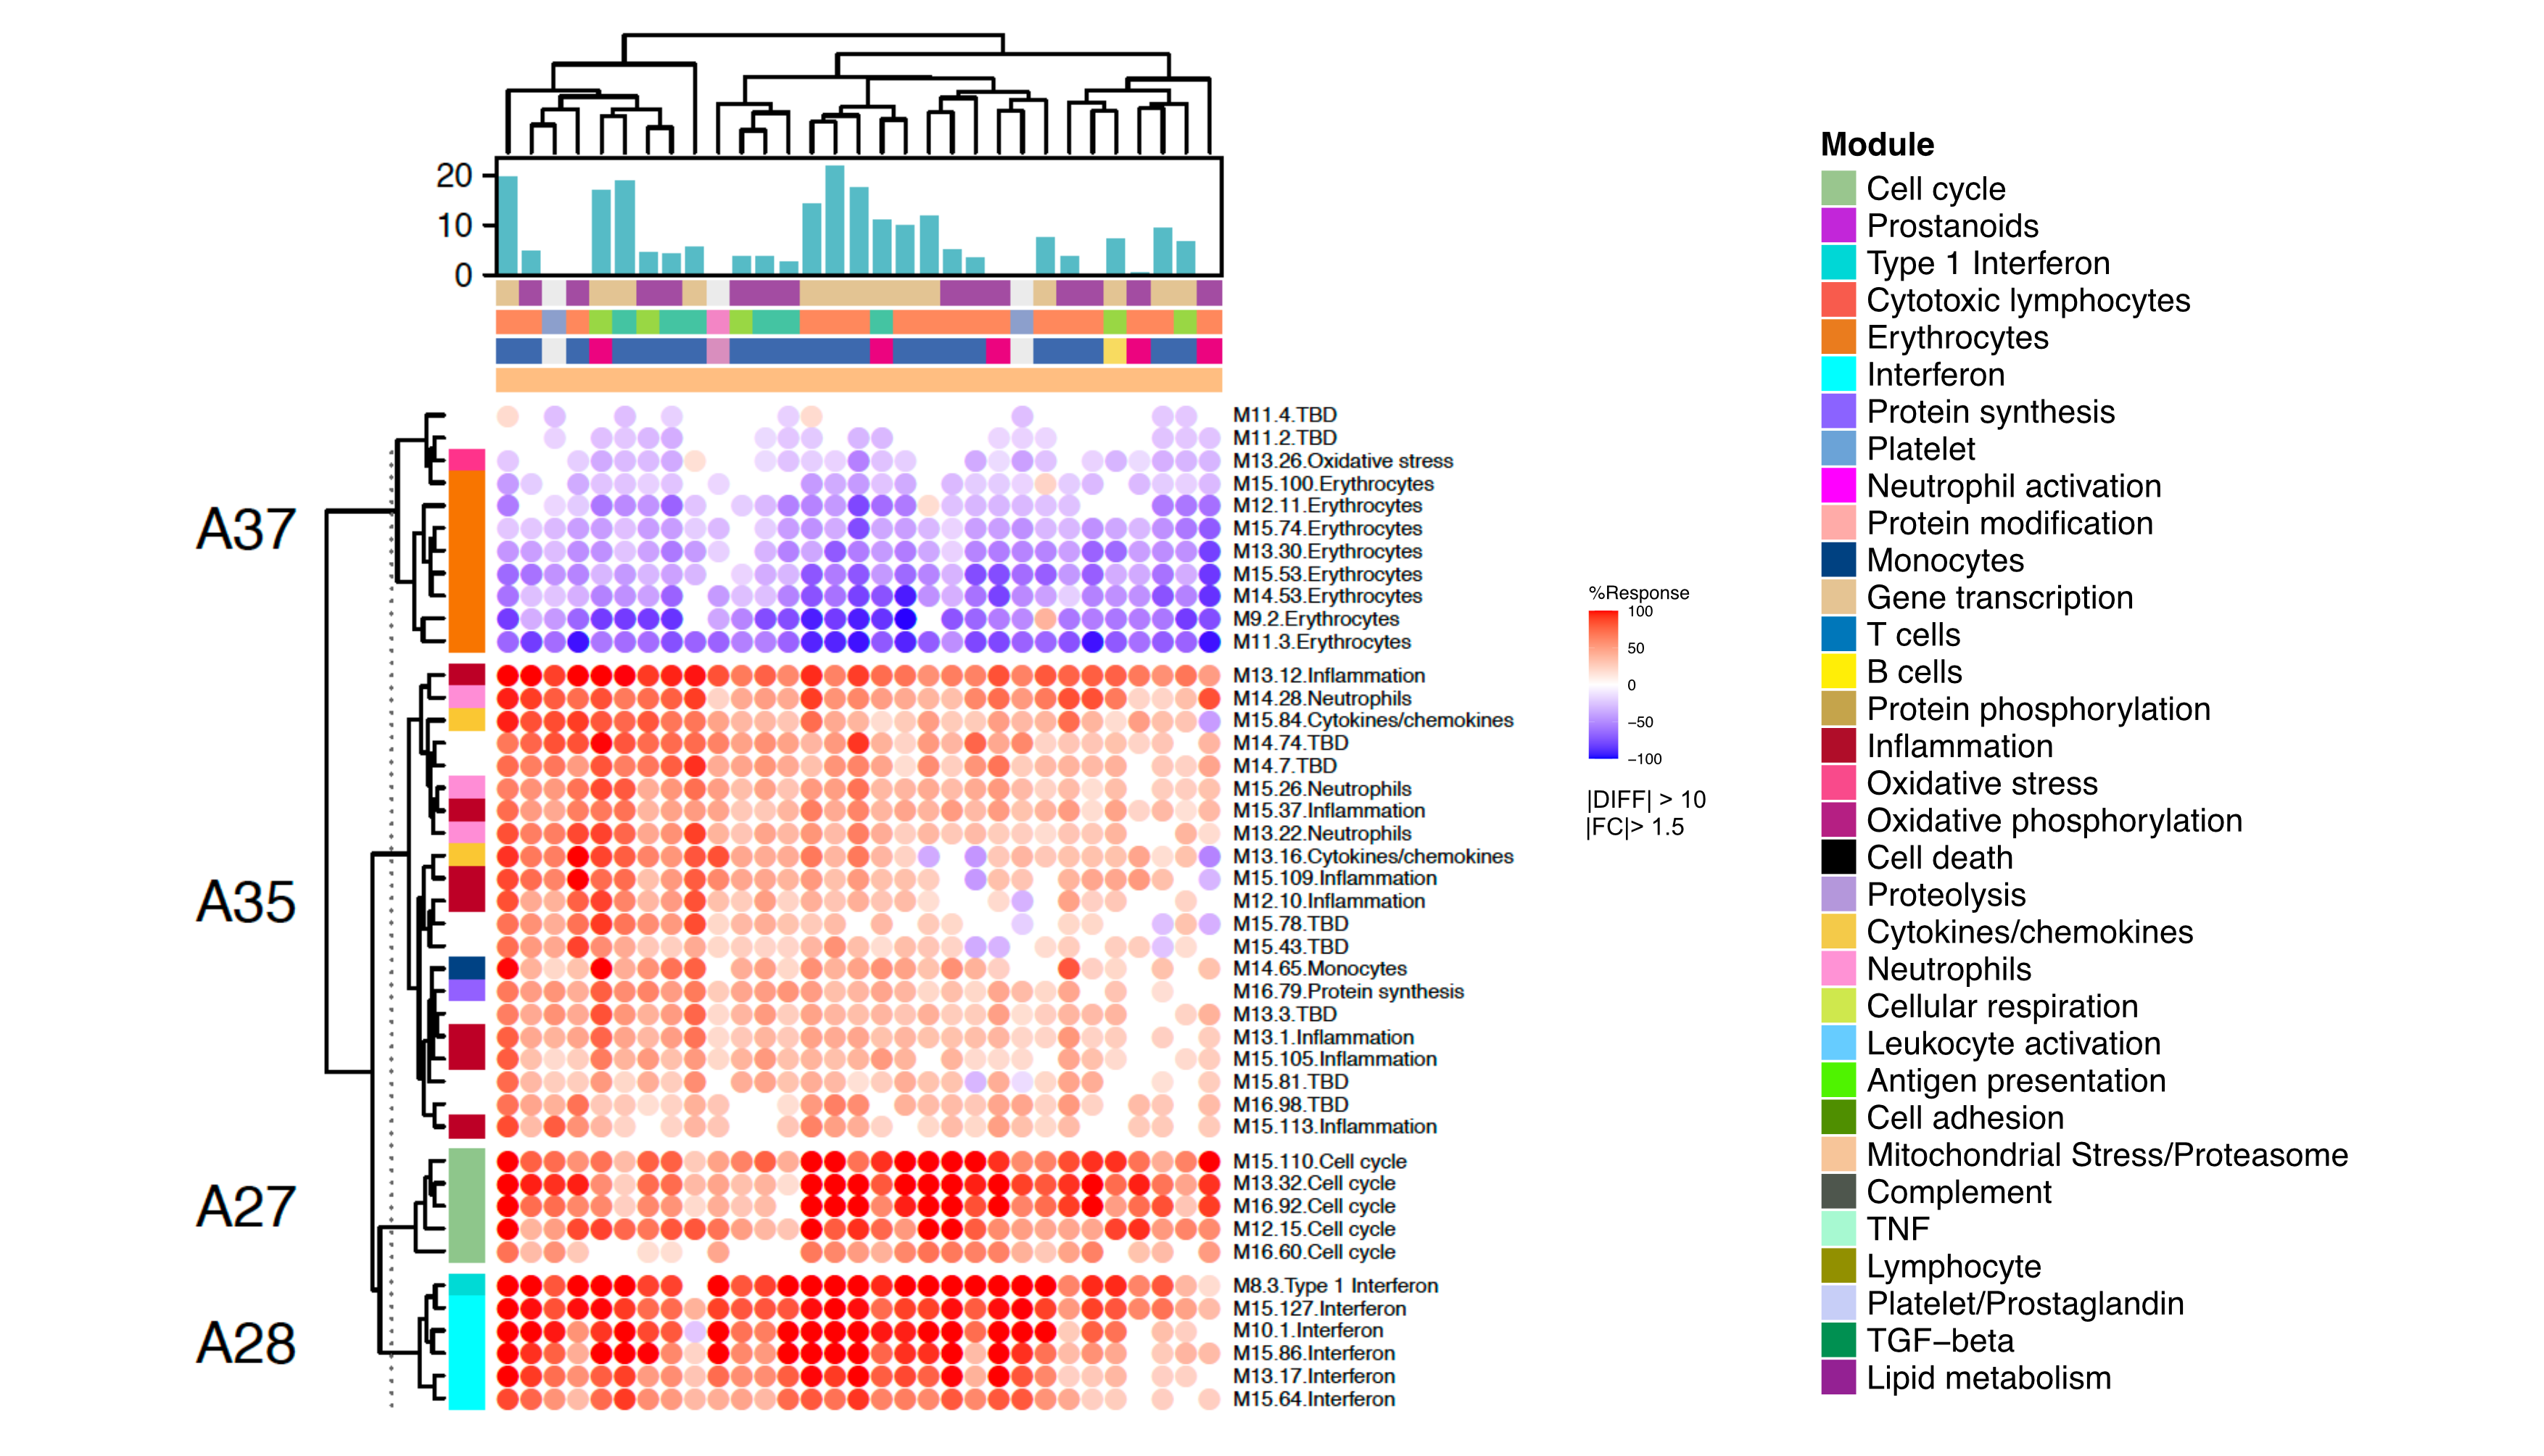 20
10
0
A37
M11.4.TBD
M11.2.TBD
M13.26.Oxidative stress
M15.100.Erythrocytes
M12.11.Erythrocytes
M15.74.Erythrocytes
M13.30.Erythrocytes
M15.53.Erythrocytes
M14.53.Erythrocytes
M9.2.Erythrocytes
M11.3.Erythrocytes
A35
M13.12.Inflammation
M14.28.Neutrophils
M15.84.Cytokines/chemokines
M14.74.TBD
M14.7.TBD
M15.26.Neutrophils
M15.37.Inflammation
M13.22.Neutrophils
M13.16.Cytokines/chemokines
M15.109.Inflammation
M12.10.Inflammation
M15.78.TBD
M15.43.TBD
M14.65.Monocytes
M16.79.Protein synthesis
M13.3.TBD
M13.1.Inflammation
M15.105.Inflammation
M15.81.TBD
M16.98.TBD
M15.113.Inflammation
A27
M15.110.Cell cycle
M13.32.Cell cycle
M16.92.Cell cycle
M12.15.Cell cycle
M16.60.Cell cycle
A28
M8.3.Type 1 Interferon
M15.127.Interferon
M10.1.Interferon
M15.86.Interferon
M13.17.Interferon
M15.64.Interferon
%Response
100
50
0
−50
−100
|DIFF| > 10
|FC|> 1.5
Module
Cell cycle
Prostanoids
Type 1 Interferon
Cytotoxic lymphocytes
Erythrocytes
Interferon
Protein synthesis
Platelet
Neutrophil activation
Protein modification
Monocytes
Gene transcription
T cells
B cells
Protein phosphorylation
Inflammation
Oxidative stress
Oxidative phosphorylation
Cell death
Proteolysis
Cytokines/chemokines
Neutrophils
Cellular respiration
Leukocyte activation
Antigen presentation
Cell adhesion
Mitochondrial Stress/Proteasome
Complement
TNF
Lymphocyte
Platelet/Prostaglandin
TGF−beta
Lipid metabolism